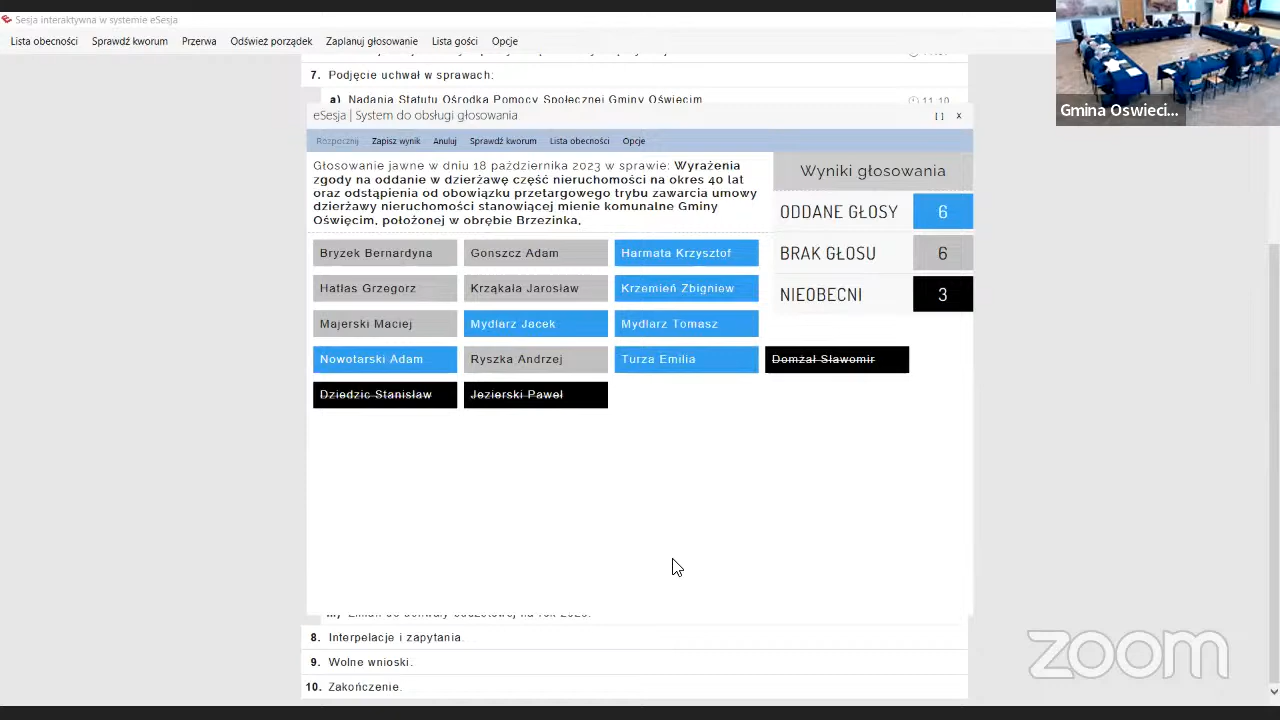 Sesja interaktywna w systemie eSesja
Lista obecności Sprawdź kworum Przerwa Odśwież porządek Zaplanuj głosowanie Lista gości Opcje
Gmina Oswieci...
7. Podjęcie uchwał w sprawach:
a) Nadania Statutu Ośrodka Pomocy Społecznej Gminy Oświęcim 11:10
eSesja | System do obsługi głosowania [ ] x
Rozpocznij Zapisz wynik Anuluj Sprawdź kworum Lista obecności Opcje
Głosowanie jawne w dniu 18 października 2023 w sprawie: Wyrażenia
zgody na oddanie w dzierżawę część nieruchomości na okres 40 lat
oraz odstąpienia od obowiązku przetargowego trybu zawarcia umowy
dzierżawy nieruchomości stanowiącej mienie komunalne Gminy
Oświęcim, położonej w obrębie Brzezinka,
Wyniki głosowania
ODDANE GŁOSY 6
BRAK GŁOSU 6
NIEOBECNI 3
Bryzek Bernardyna Gonszcz Adam Harmata Krzysztof
Hatłas Grzegorz Krząkała Jarosław Krzemień Zbigniew
Majerski Maciej Mydlarz Jacek Mydlarz Tomasz
Nowotarski Adam Ryszka Andrzej Turza Emilia Domżał Sławomir
Dziedzic Stanisław Jezierski Paweł
8. Interpelacje i zapytania.
9. Wolne wnioski.
10. Zakończenie.
zoom